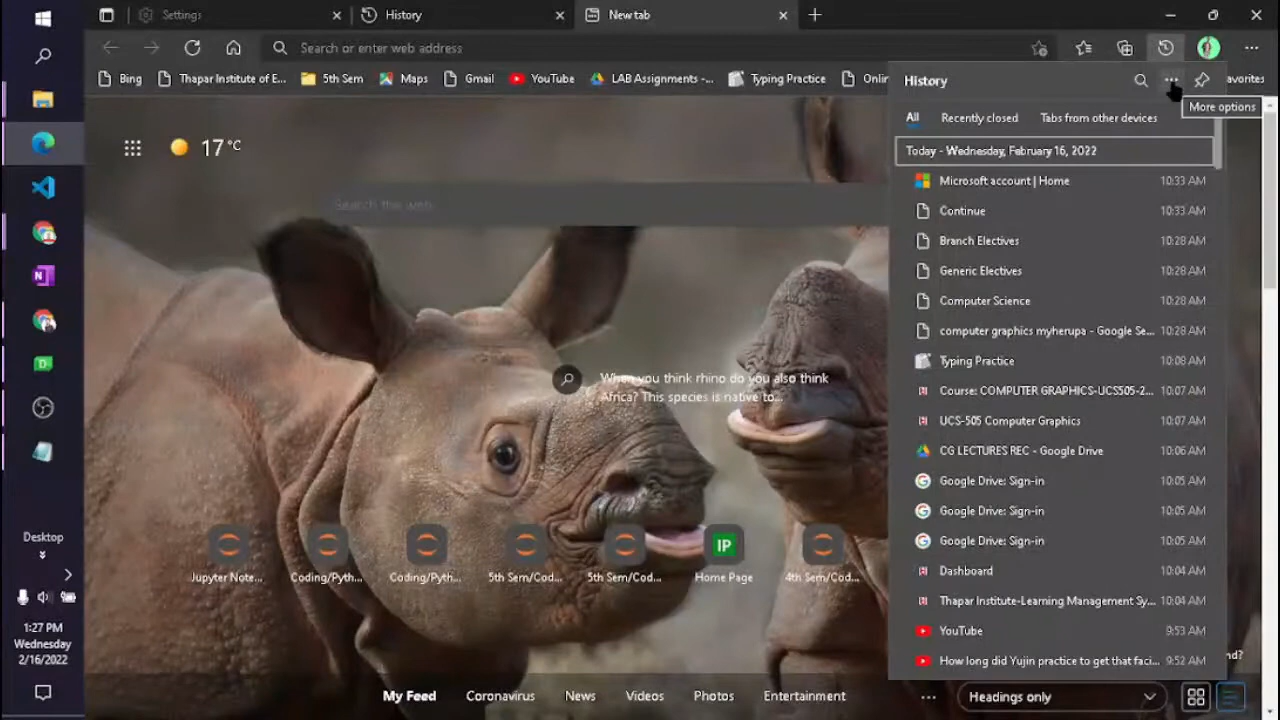 Settings
History
New tab
Search or enter web address
Bing
Thapar Institute of E...
5th Sem
Maps
Gmail
YouTube
LAB Assignments -...
Typing Practice
Onlin
avorites
History
More options
All
Recently closed
Tabs from other devices
17°C
Today - Wednesday, February 16, 2022
Microsoft account | Home 10:33 AM
Continue 10:33 AM
Search the web
Branch Electives 10:28 AM
Generic Electives 10:28 AM
Computer Science 10:28 AM
computer graphics myherupa - Google Se... 10:28 AM
Typing Practice 10:08 AM
When you think rhino do you also think
Africa? This species is native to...
Course: COMPUTER GRAPHICS-UCS505-2... 10:07 AM
UCS-505 Computer Graphics 10:07 AM
CG LECTURES REC - Google Drive 10:06 AM
Google Drive: Sign-in 10:05 AM
Google Drive: Sign-in 10:05 AM
Google Drive: Sign-in 10:05 AM
Dashboard 10:04 AM
Thapar Institute-Learning Management Sy... 10:04 AM
YouTube 9:53 AM
How long did Yujin practice to get that faci... 9:52 AM
IP
Jupyter Note...
Coding/Pyth...
Coding/Pyth...
5th Sem/Cod...
5th Sem/Cod...
Home Page
4th Sem/Cod...
nd?
My Feed
Coronavirus
News
Videos
Photos
Entertainment
Headings only
Desktop
1:27 PM
Wednesday
2/16/2022